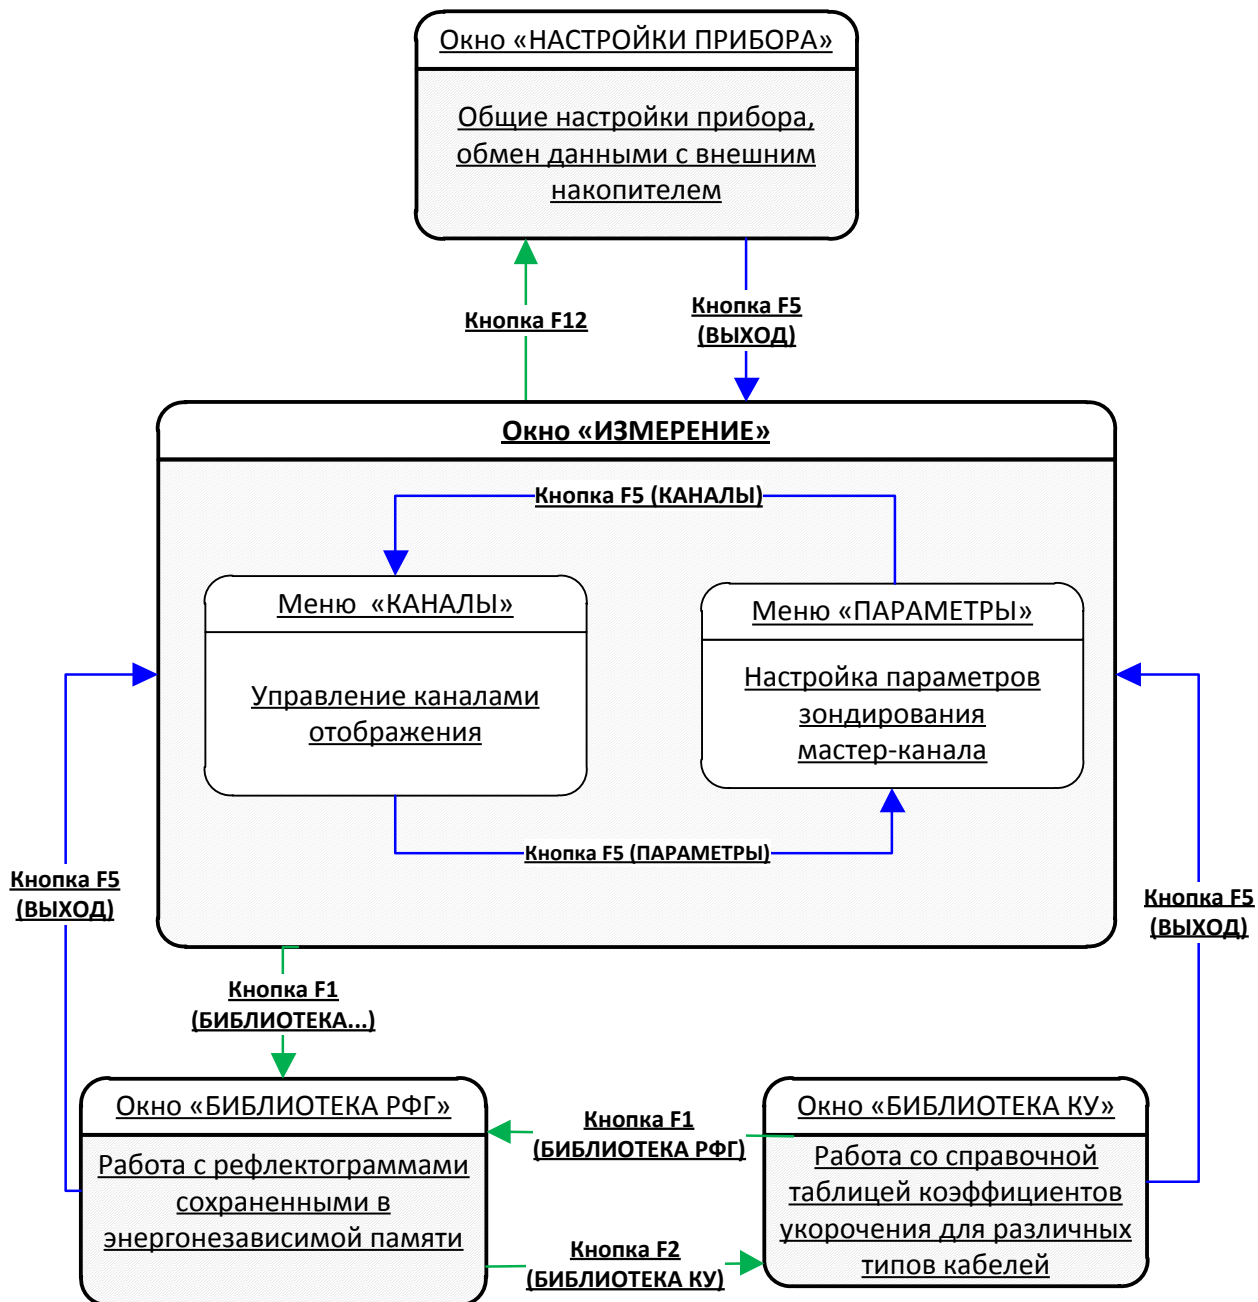 Окно «НАСТРОЙКИ ПРИБОРА»
Общие настройки прибора,
обмен данными с внешним
накопителем
Кнопка F12
Кнопка F5
(ВЫХОД)
Окно «ИЗМЕРЕНИЕ»
Кнопка F5 (КАНАЛЫ)
Меню «КАНАЛЫ»
Управление каналами
отображения
Меню «ПАРАМЕТРЫ»
Настройка параметров
зондирования
мастер-канала
Кнопка F5 (ПАРАМЕТРЫ)
Кнопка F5
(ВЫХОД)
Кнопка F5
(ВЫХОД)
Кнопка F1
(БИБЛИОТЕКА...)
Окно «БИБЛИОТЕКА РФГ»
Работа с рефлектограммами
сохраненными в
энергонезависимой памяти
Кнопка F1
(БИБЛИОТЕКА РФГ)
Кнопка F2
(БИБЛИОТЕКА КУ)
Окно «БИБЛИОТЕКА КУ»
Работа со справочной
таблицей коэффициентов
укорочения для различных
типов кабелей